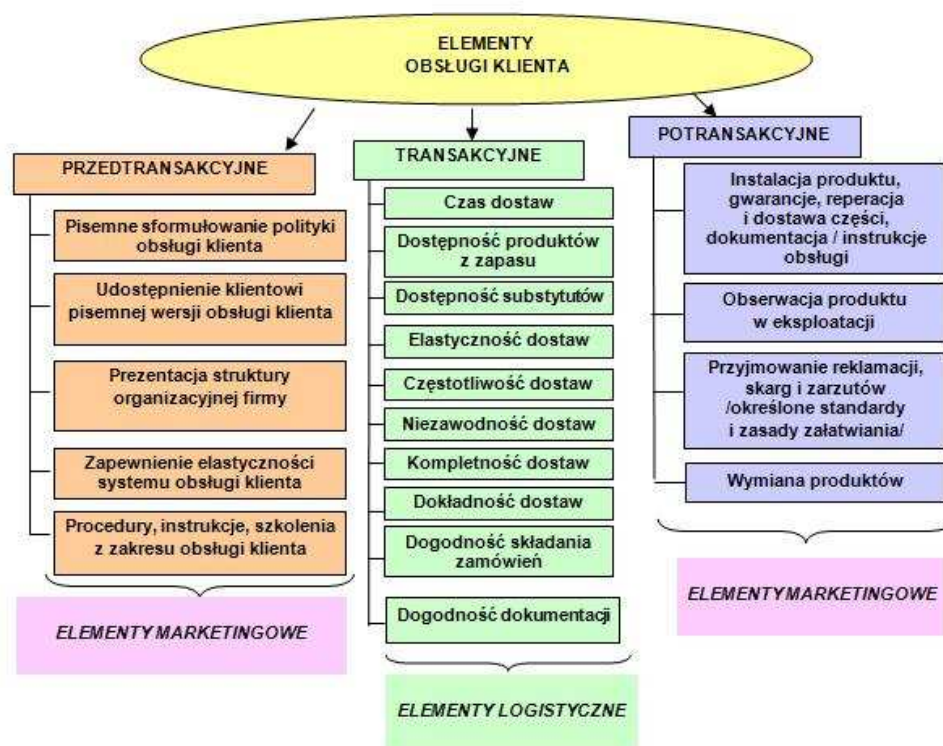 ELEMENTY
OBSŁUGI KLIENTA
PRZEDTRANSAKCYJNE
Pisemne sformułowanie polityki
obsługi klienta
Udostępnienie klientowi
pisemnej wersji obsługi klienta
Prezentacja struktury
organizacyjnej firmy
Zapewnienie elastyczności
systemu obsługi klienta
Procedury, instrukcje, szkolenia
z zakresu obsługi klienta
ELEMENTY MARKETINGOWE
TRANSAKCYJNE
Czas dostaw
Dostępność produktów
z zapasu
Dostępność substytutów
Elastyczność dostaw
Częstotliwość dostaw
Niezawodność dostaw
Kompletność dostaw
Dokładność dostaw
Dogodność składania
zamówień
Dogodność dokumentacji
ELEMENTY LOGISTYCZNE
POTRANSAKCYJNE
Instalacja produktu,
gwarancje, reperacja
i dostawa części,
dokumentacja / instrukcje
obsługi
Obserwacja produktu
w eksploatacji
Przyjmowanie reklamacji,
skarg i zarzutów
/określone standardy
i zasady załatwiania/
Wymiana produktów
ELEMENTY MARKETINGOWE